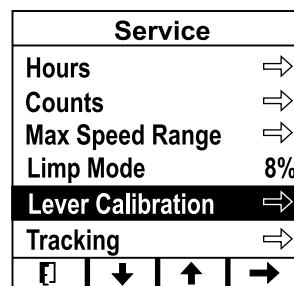 Service
Hours
Counts
Max Speed Range
Limp Mode 8%
Lever Calibration
Tracking